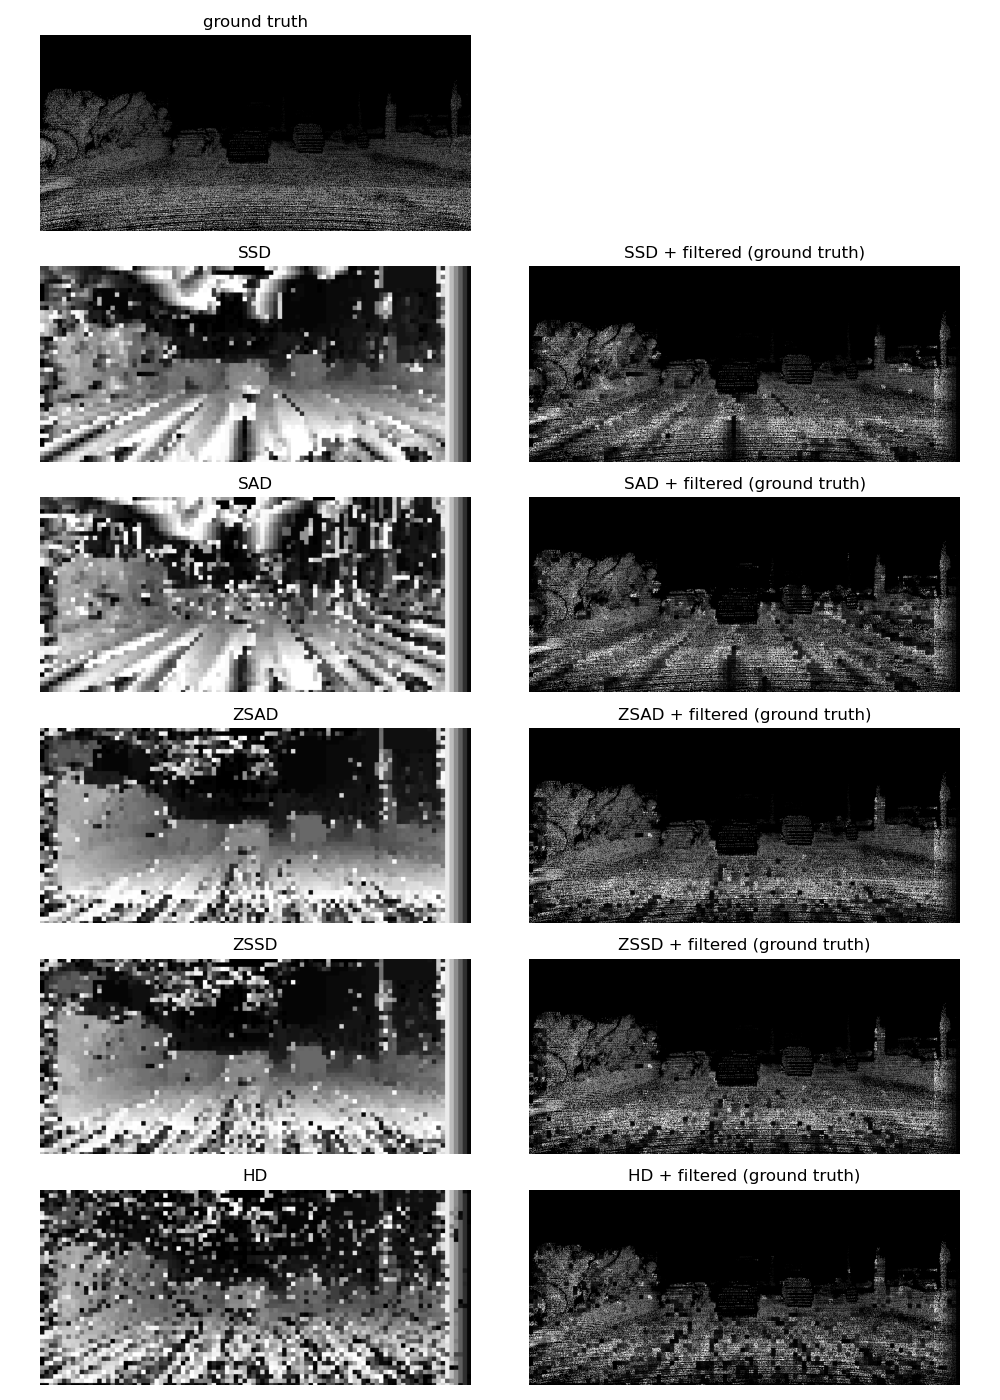 ground truth
SSD
SSD + filtered (ground truth)
SAD
SAD + filtered (ground truth)
ZSAD
ZSAD + filtered (ground truth)
ZSSD
ZSSD + filtered (ground truth)
HD
HD + filtered (ground truth)